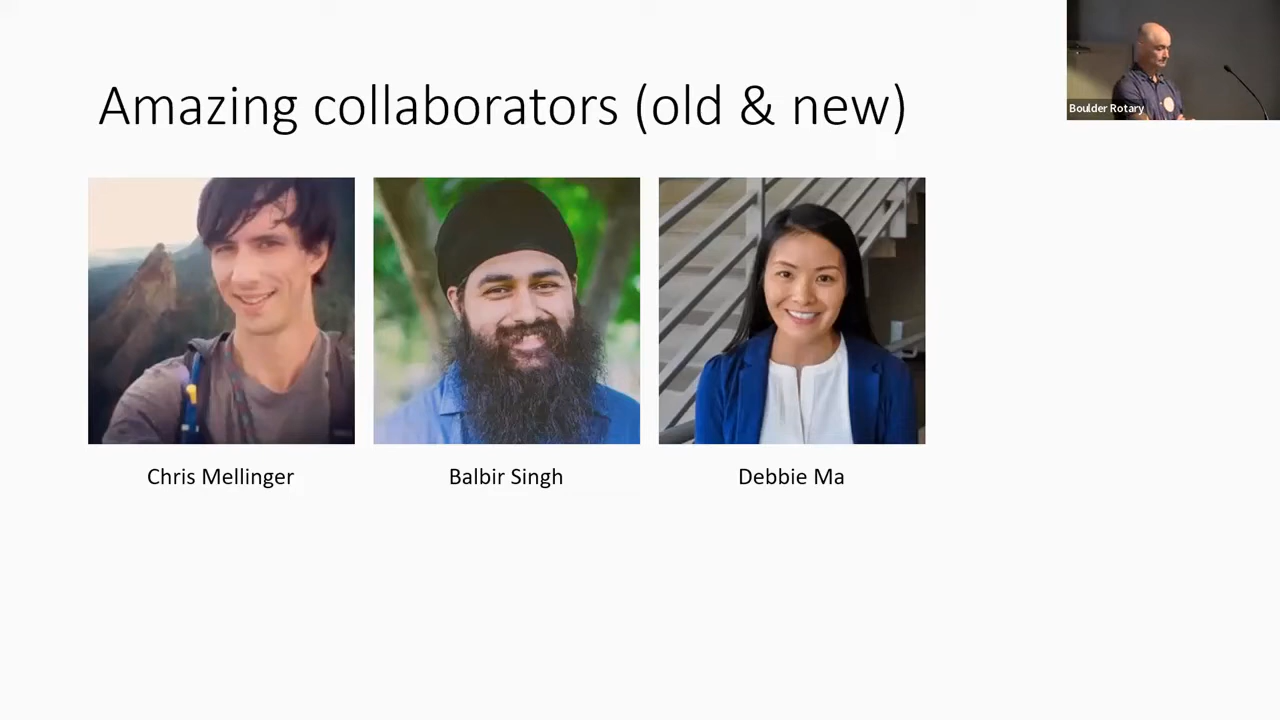 Amazing collaborators (old & new)
Boulder Rotary
Chris Mellinger
Balbir Singh
Debbie Ma